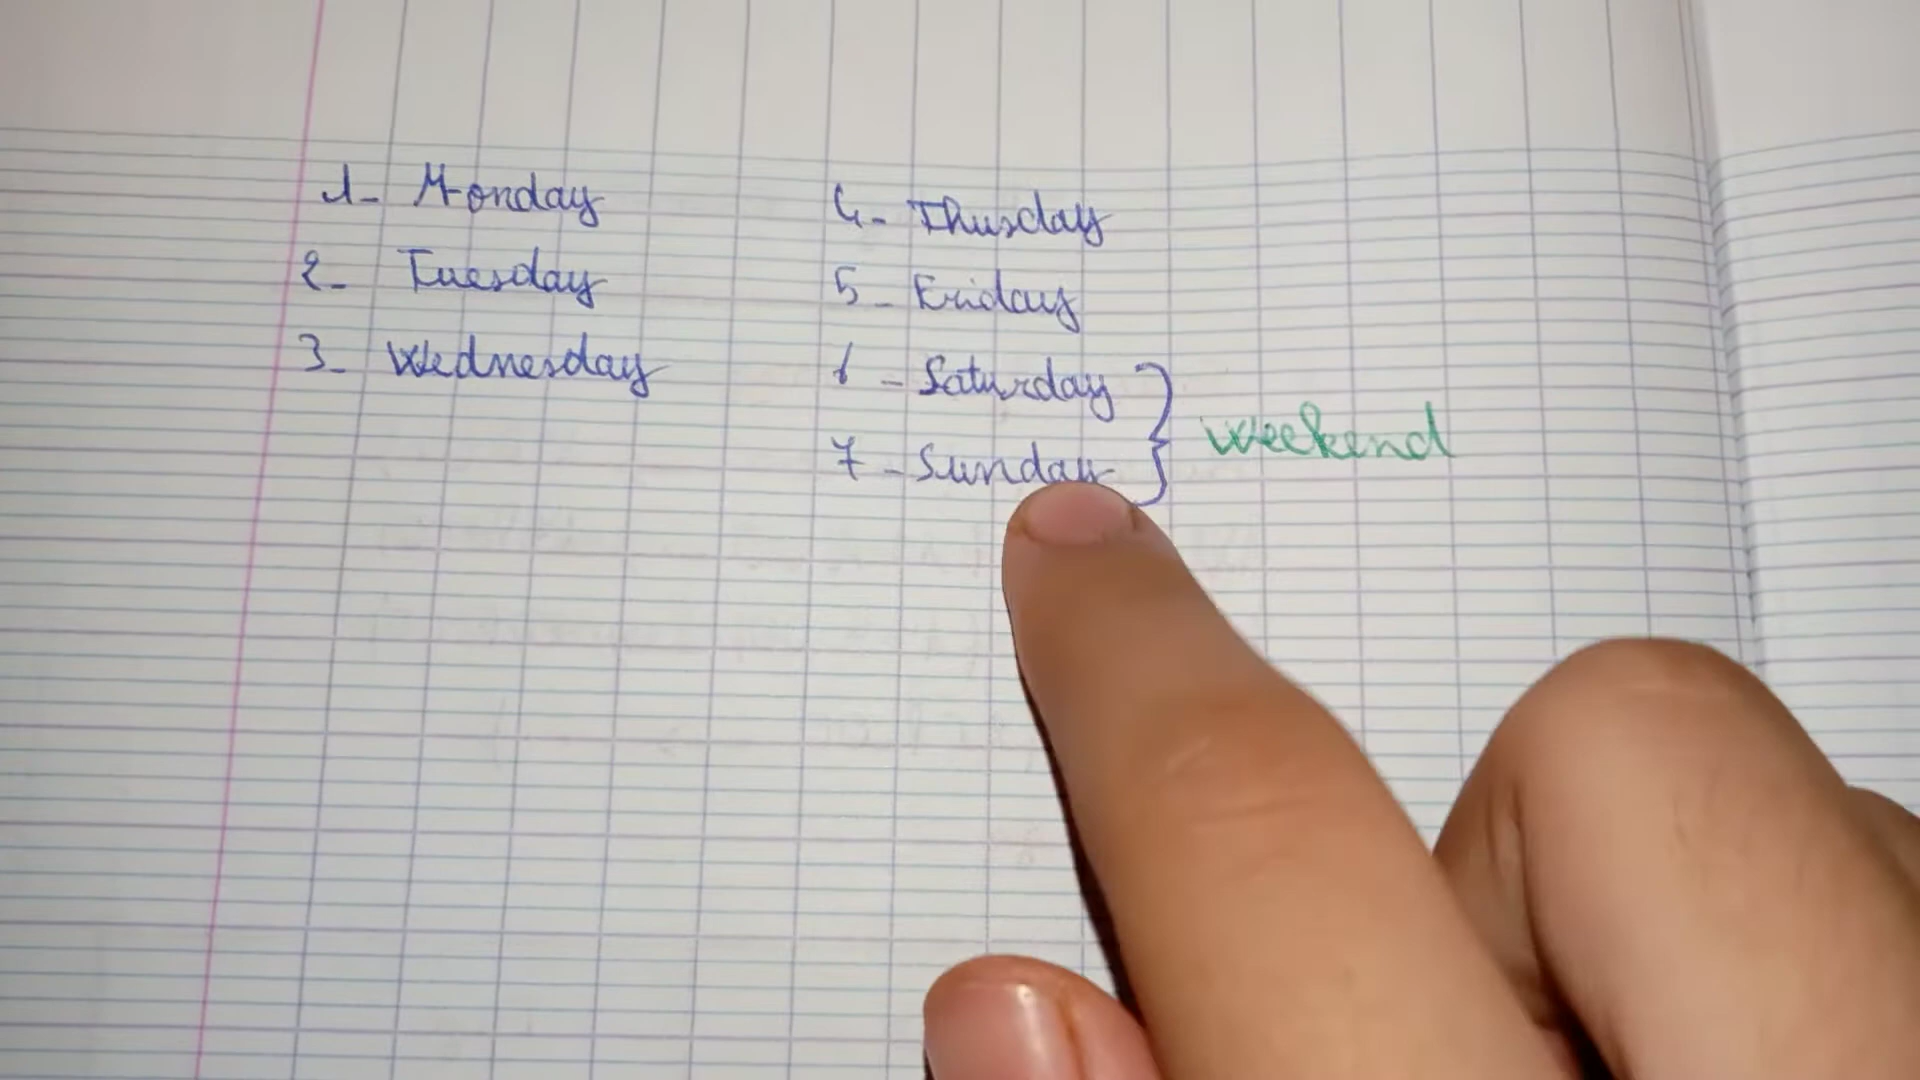 1- Monday
2- Tuesday
3- Wednesday
4- Thusday
5- Friday
6- Saturday
7- Sunday
weekend